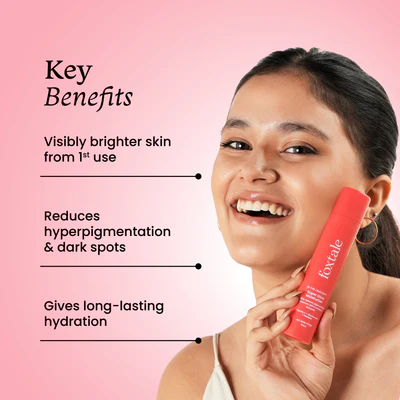 Key
Benefits
Visibly brighter skin
from 1st use
Reduces
hyperpigmentation
& dark spots
Gives long-lasting
hydration
foxtale